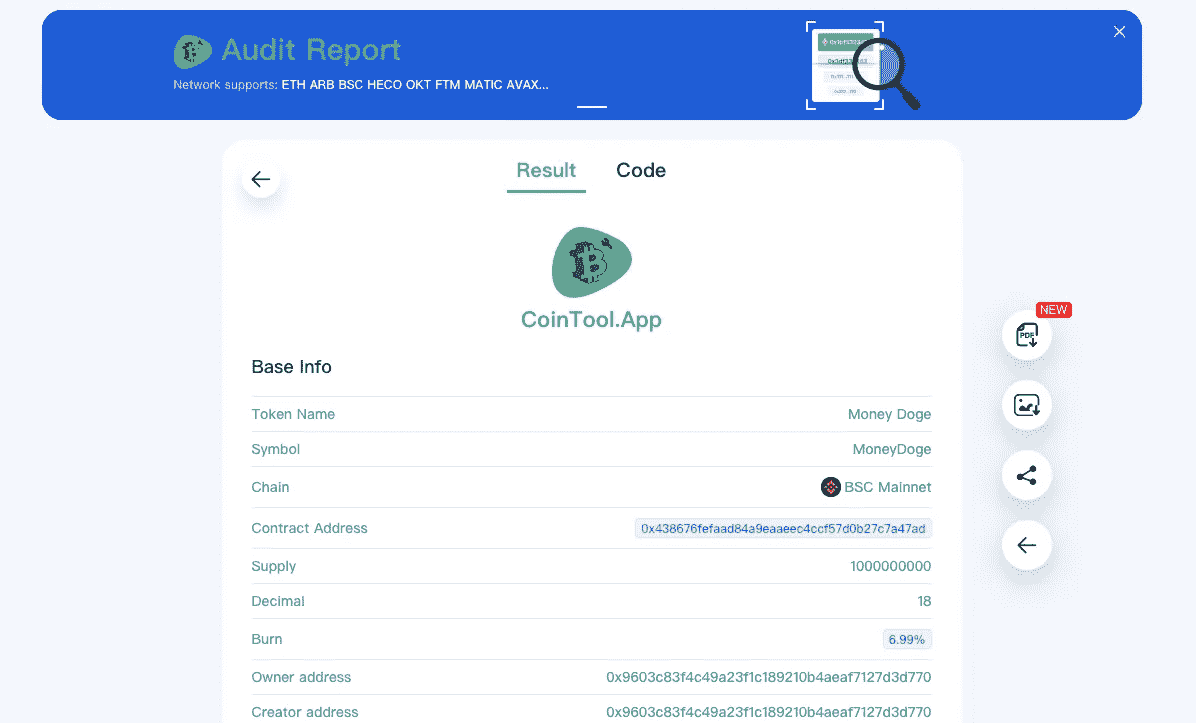 Audit Report
Network supports: ETH ARB BSC HECO OKT FTM MATIC AVAX...
Result Code
CoinTool.App
NEW
PDF
Base Info
Token Name Money Doge
Symbol MoneyDoge
Chain BSC Mainnet
Contract Address 0x438676fefaad84a9eaaeec4ccf57d0b27c7a47ad
Supply 1000000000
Decimal 18
Burn 6.99%
Owner address 0x9603c83f4c49a23f1c189210b4aeaf7127d3d770
Creator address 0x9603c83f4c49a23f1c189210b4aeaf7127d3d770